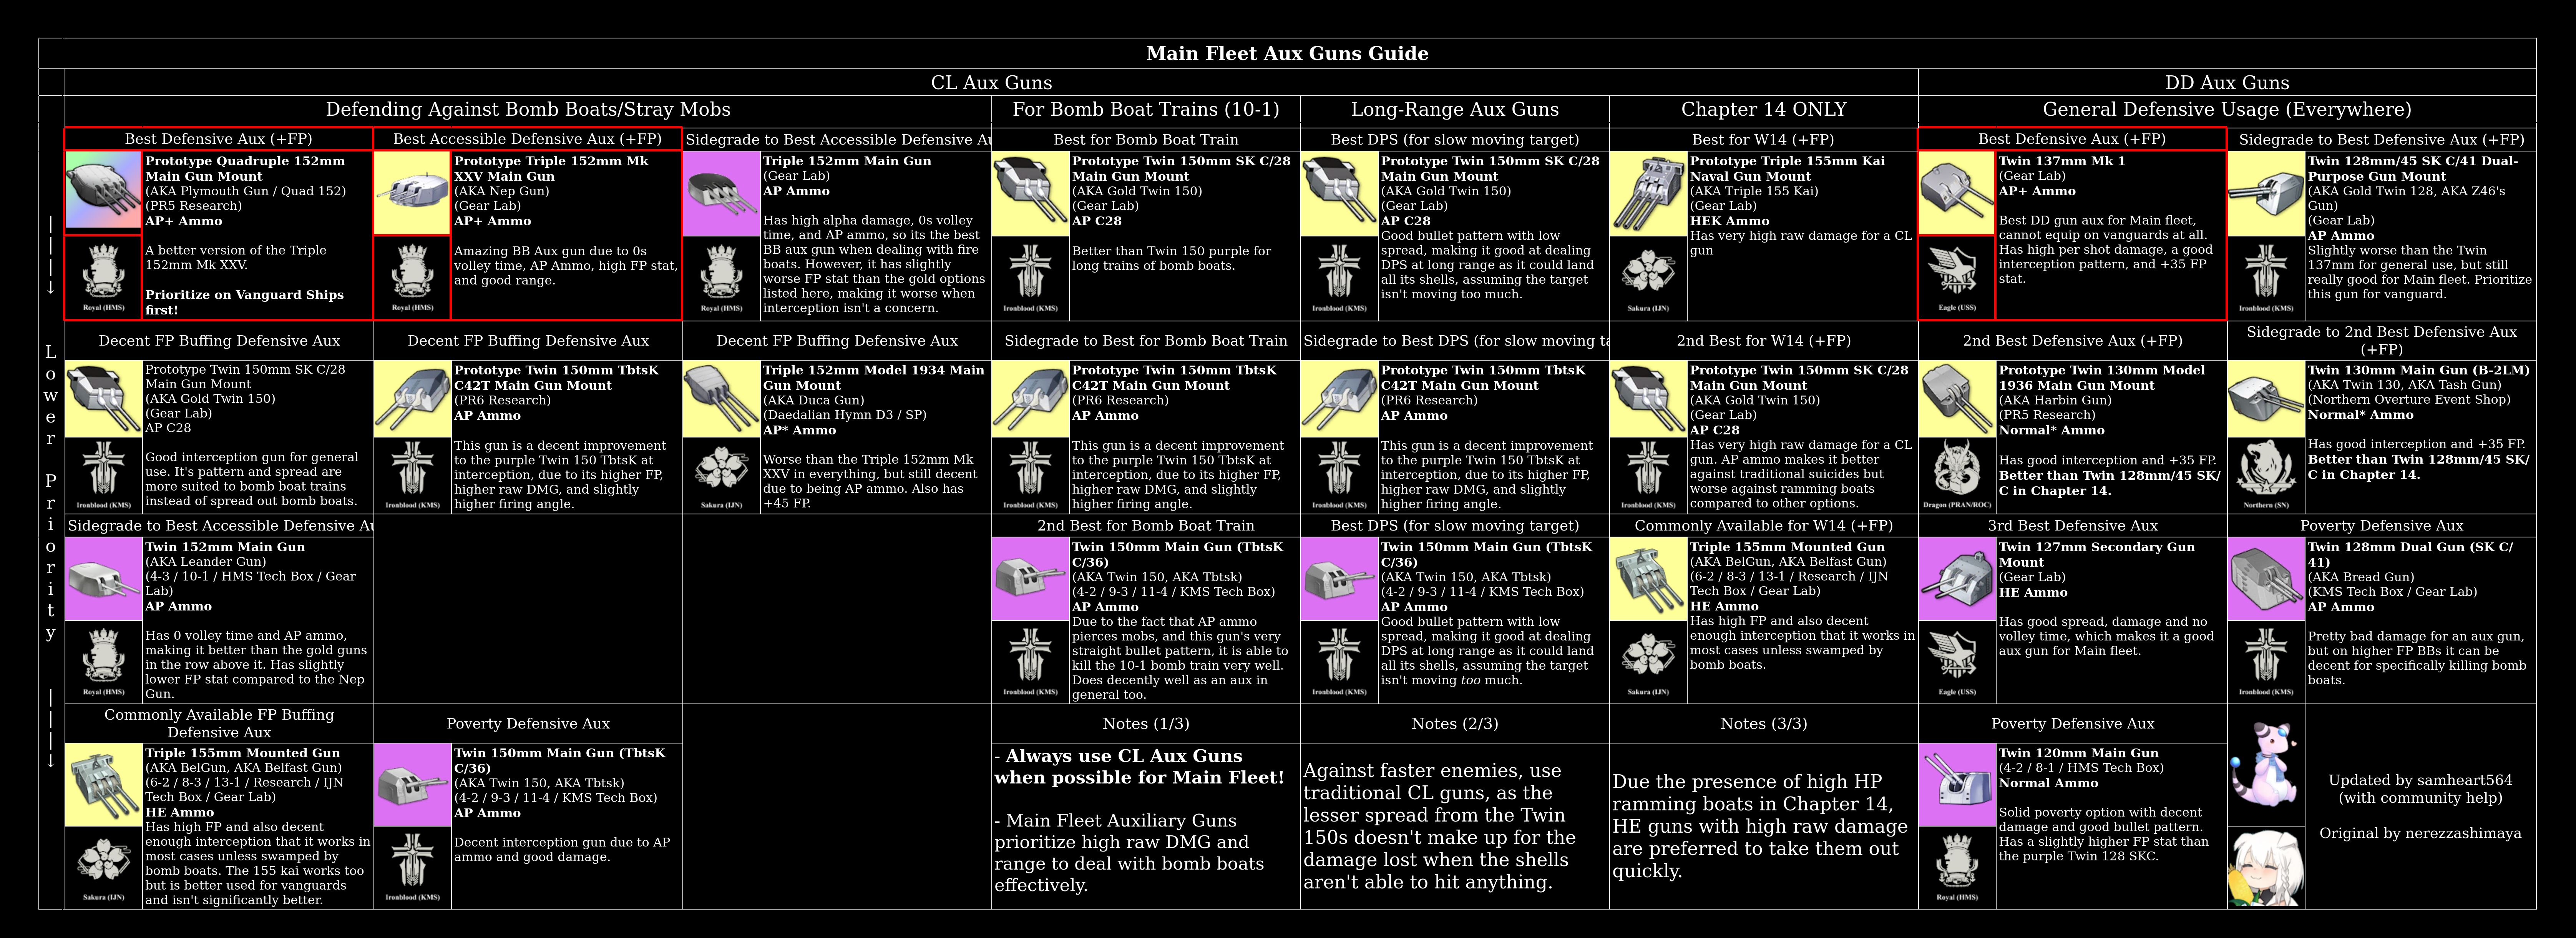 Main Fleet Aux Guns Guide
CL Aux Guns
DD Aux Guns
Defending Against Bomb Boats/Stray Mobs
For Bomb Boat Trains (10-1)
Long-Range Aux Guns
Chapter 14 ONLY
General Defensive Usage (Everywhere)
Lower Priority
Best Defensive Aux (+FP)
Prototype Quadruple 152mm
Main Gun Mount
(AKA Plymouth Gun / Quad 152)
(PR5 Research)
AP+ Ammo
A better version of the Triple
152mm Mk XXV.
Prioritize on Vanguard Ships
first!
Royal (HMS)
Best Accessible Defensive Aux (+FP)
Prototype Triple 152mm Mk
XXV Main Gun
(AKA Nep Gun)
(Gear Lab)
AP+ Ammo
Amazing BB Aux gun due to 0s
volley time, AP Ammo, high FP stat,
and good range.
Royal (HMS)
Sidegrade to Best Accessible Defensive Au
Triple 152mm Main Gun
(Gear Lab)
AP Ammo
Has high alpha damage, 0s volley
time, and AP ammo, so its the best
BB aux gun when dealing with fire
boats. However, it has slightly
worse FP stat than the gold options
listed here, making it worse when
interception isn't a concern.
Royal (HMS)
Best for Bomb Boat Train
Prototype Twin 150mm SK C/28
Main Gun Mount
(AKA Gold Twin 150)
(Gear Lab)
AP C28
Better than Twin 150 purple for
long trains of bomb boats.
Ironblood (KMS)
Best DPS (for slow moving target)
Prototype Twin 150mm SK C/28
Main Gun Mount
(AKA Gold Twin 150)
(Gear Lab)
AP C28
Good bullet pattern with low
spread, making it good at dealing
DPS at long range as it could land
all its shells, assuming the target
isn't moving too much.
Ironblood (KMS)
Best for W14 (+FP)
Prototype Triple 155mm Kai
Naval Gun Mount
(AKA Triple 155 Kai)
(Gear Lab)
HEK Ammo
Has very high raw damage for a CL
gun
Sakura (IJN)
Best Defensive Aux (+FP)
Twin 137mm Mk 1
(Gear Lab)
AP+ Ammo
Best DD gun aux for Main fleet,
cannot equip on vanguards at all.
Has high per shot damage, a good
interception pattern, and +35 FP
stat.
Eagle (USS)
Sidegrade to Best Defensive Aux (+FP)
Twin 128mm/45 SK C/41 Dual-
Purpose Gun Mount
(AKA Gold Twin 128, AKA Z46's
Gun)
(Gear Lab)
AP Ammo
Slightly worse than the Twin
137mm for general use, but still
really good for Main fleet. Prioritize
this gun for vanguard.
Ironblood (KMS)
Decent FP Buffing Defensive Aux
Prototype Twin 150mm SK C/28
Main Gun Mount
(AKA Gold Twin 150)
(Gear Lab)
AP C28
Good interception gun for general
use. It's pattern and spread are
more suited to bomb boat trains
instead of spread out bomb boats.
Ironblood (KMS)
Decent FP Buffing Defensive Aux
Prototype Twin 150mm TbtsK
C42T Main Gun Mount
(PR6 Research)
AP Ammo
This gun is a decent improvement
to the purple Twin 150 TbtsK at
interception, due to its higher FP,
higher raw DMG, and slightly
higher firing angle.
Ironblood (KMS)
Decent FP Buffing Defensive Aux
Triple 152mm Model 1934 Main
Gun Mount
(AKA Duca Gun)
(Daedalian Hymn D3 / SP)
AP* Ammo
Worse than the Triple 152mm Mk
XXV in everything, but still decent
due to being AP ammo. Also has
+45 FP.
Sakura (IJN)
Sidegrade to Best for Bomb Boat Train
Prototype Twin 150mm TbtsK
C42T Main Gun Mount
(PR6 Research)
AP Ammo
This gun is a decent improvement
to the purple Twin 150 TbtsK at
interception, due to its higher FP,
higher raw DMG, and slightly
higher firing angle.
Ironblood (KMS)
Sidegrade to Best DPS (for slow moving ta
Prototype Twin 150mm TbtsK
C42T Main Gun Mount
(PR6 Research)
AP Ammo
This gun is a decent improvement
to the purple Twin 150 TbtsK at
interception, due to its higher FP,
higher raw DMG, and slightly
higher firing angle.
Ironblood (KMS)
2nd Best for W14 (+FP)
Prototype Twin 150mm SK C/28
Main Gun Mount
(AKA Gold Twin 150)
(Gear Lab)
AP C28
Has very high raw damage for a CL
gun. AP ammo makes it better
against traditional suicides but
worse against ramming boats
compared to other options.
Ironblood (KMS)
2nd Best Defensive Aux (+FP)
Prototype Twin 130mm Model
1936 Main Gun Mount
(AKA Harbin Gun)
(PR5 Research)
Normal* Ammo
Has good interception and +35 FP.
Better than Twin 128mm/45 SK/
C in Chapter 14.
Dragon (PRAN/ROC)
Sidegrade to 2nd Best Defensive Aux
(+FP)
Twin 130mm Main Gun (B-2LM)
(AKA Twin 130, AKA Tash Gun)
(Northern Overture Event Shop)
Normal* Ammo
Has good interception and +35 FP.
Better than Twin 128mm/45 SK/
C in Chapter 14.
Northern (SN)
Sidegrade to Best Accessible Defensive Au
Twin 152mm Main Gun
(AKA Leander Gun)
(4-3 / 10-1 / HMS Tech Box / Gear
Lab)
AP Ammo
Has 0 volley time and AP ammo,
making it better than the gold guns
in the row above it. Has slightly
lower FP stat compared to the Nep
Gun.
Royal (HMS)
2nd Best for Bomb Boat Train
Twin 150mm Main Gun (TbtsK
C/36)
(AKA Twin 150, AKA Tbtsk)
(4-2 / 9-3 / 11-4 / KMS Tech Box)
AP Ammo
Due to the fact that AP ammo
pierces mobs, and this gun's very
straight bullet pattern, it is able to
kill the 10-1 bomb train very well.
Does decently well as an aux in
general too.
Ironblood (KMS)
Best DPS (for slow moving target)
Twin 150mm Main Gun (TbtsK
C/36)
(AKA Twin 150, AKA Tbtsk)
(4-2 / 9-3 / 11-4 / KMS Tech Box)
AP Ammo
Good bullet pattern with low
spread, making it good at dealing
DPS at long range as it could land
all its shells, assuming the target
isn't moving too much.
Ironblood (KMS)
Commonly Available for W14 (+FP)
Triple 155mm Mounted Gun
(AKA BelGun, AKA Belfast Gun)
(6-2 / 8-3 / 13-1 / Research / IJN
Tech Box / Gear Lab)
HE Ammo
Has high FP and also decent
enough interception that it works in
most cases unless swamped by
bomb boats.
Sakura (IJN)
3rd Best Defensive Aux
Twin 127mm Secondary Gun
Mount
(Gear Lab)
HE Ammo
Has good spread, damage and no
volley time, which makes it a good
aux gun for Main fleet.
Eagle (USS)
Poverty Defensive Aux
Twin 128mm Dual Gun (SK C/
41)
(AKA Bread Gun)
(KMS Tech Box / Gear Lab)
AP Ammo
Pretty bad damage for an aux gun,
but on higher FP BBs it can be
decent for specifically killing bomb
boats.
Ironblood (KMS)
Commonly Available FP Buffing
Defensive Aux
Triple 155mm Mounted Gun
(AKA BelGun, AKA Belfast Gun)
(6-2 / 8-3 / 13-1 / Research / IJN
Tech Box / Gear Lab)
HE Ammo
Has high FP and also decent
enough interception that it works in
most cases unless swamped by
bomb boats. The 155 kai works too
but is better used for vanguards
and isn't significantly better.
Sakura (IJN)
Poverty Defensive Aux
Twin 150mm Main Gun (TbtsK
C/36)
(AKA Twin 150, AKA Tbtsk)
(4-2 / 9-3 / 11-4 / KMS Tech Box)
AP Ammo
Decent interception gun due to AP
ammo and good damage.
Ironblood (KMS)
Notes (1/3)
- Always use CL Aux Guns
when possible for Main Fleet!
- Main Fleet Auxiliary Guns
prioritize high raw DMG and
range to deal with bomb boats
effectively.
Notes (2/3)
Against faster enemies, use
traditional CL guns, as the
lesser spread from the Twin
150s doesn't make up for the
damage lost when the shells
aren't able to hit anything.
Notes (3/3)
Due the presence of high HP
ramming boats in Chapter 14,
HE guns with high raw damage
are preferred to take them out
quickly.
Poverty Defensive Aux
Twin 120mm Main Gun
(4-2 / 8-1 / HMS Tech Box)
Normal Ammo
Solid poverty option with decent
damage and good bullet pattern.
Has a slightly higher FP stat than
the purple Twin 128 SKC.
Royal (HMS)
Updated by samheart564
(with community help)
Original by nerezzashimaya